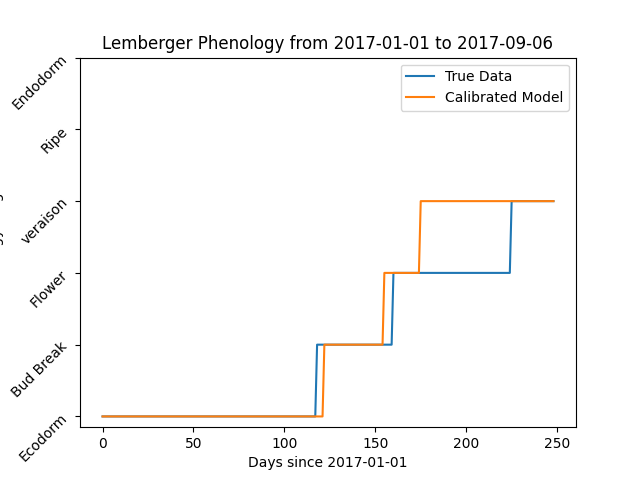 Lemberger Phenology from 2017-01-01 to 2017-09-06
True Data
Calibrated Model
Endodorm
Ripe
veraison
Flower
Bud Break
Ecodorm
0 50 100 150 200 250
Days since 2017-01-01